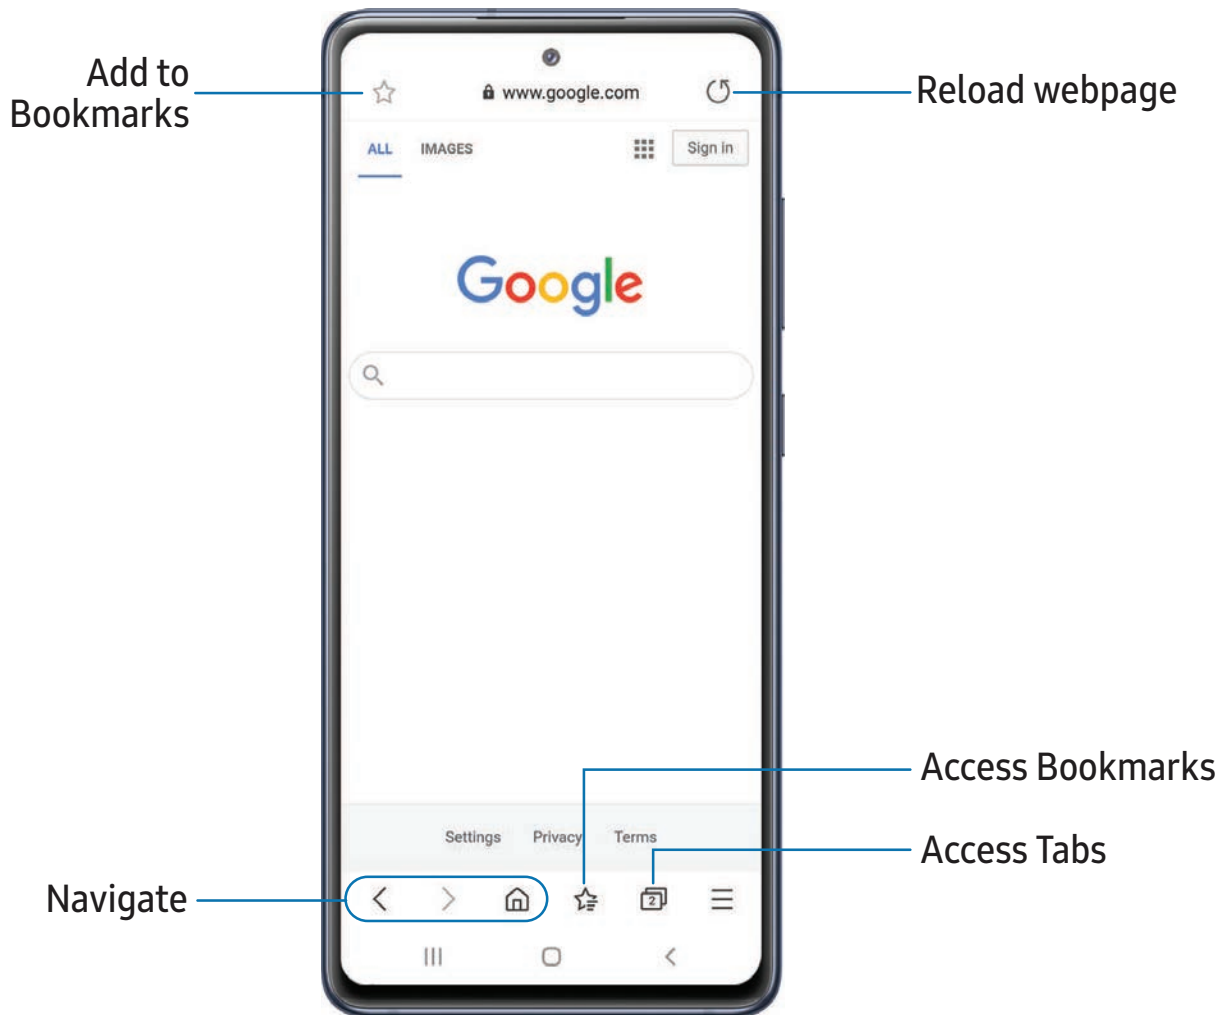 Add to
Bookmarks
www.google.com
Reload webpage
ALL IMAGES
Sign in
Google
Access Bookmarks
Settings Privacy Terms
Access Tabs
Navigate
2